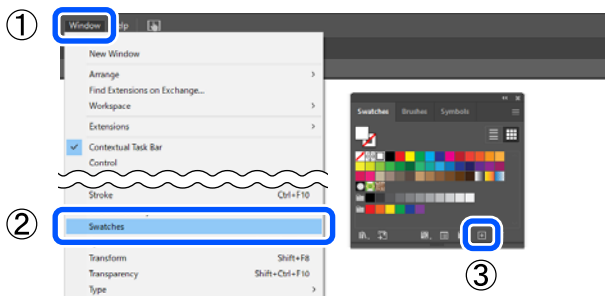 ①
Window
New Window
Arrange
Find Extensions on Exchange...
Workspace
Extensions
Contextual Task Bar
Control
Stroke Ctrl+F10
②
Swatches
Transform Shift+F8
Transparency Shift+Ctrl+F10
Type
Swatches Brushes Symbols
③